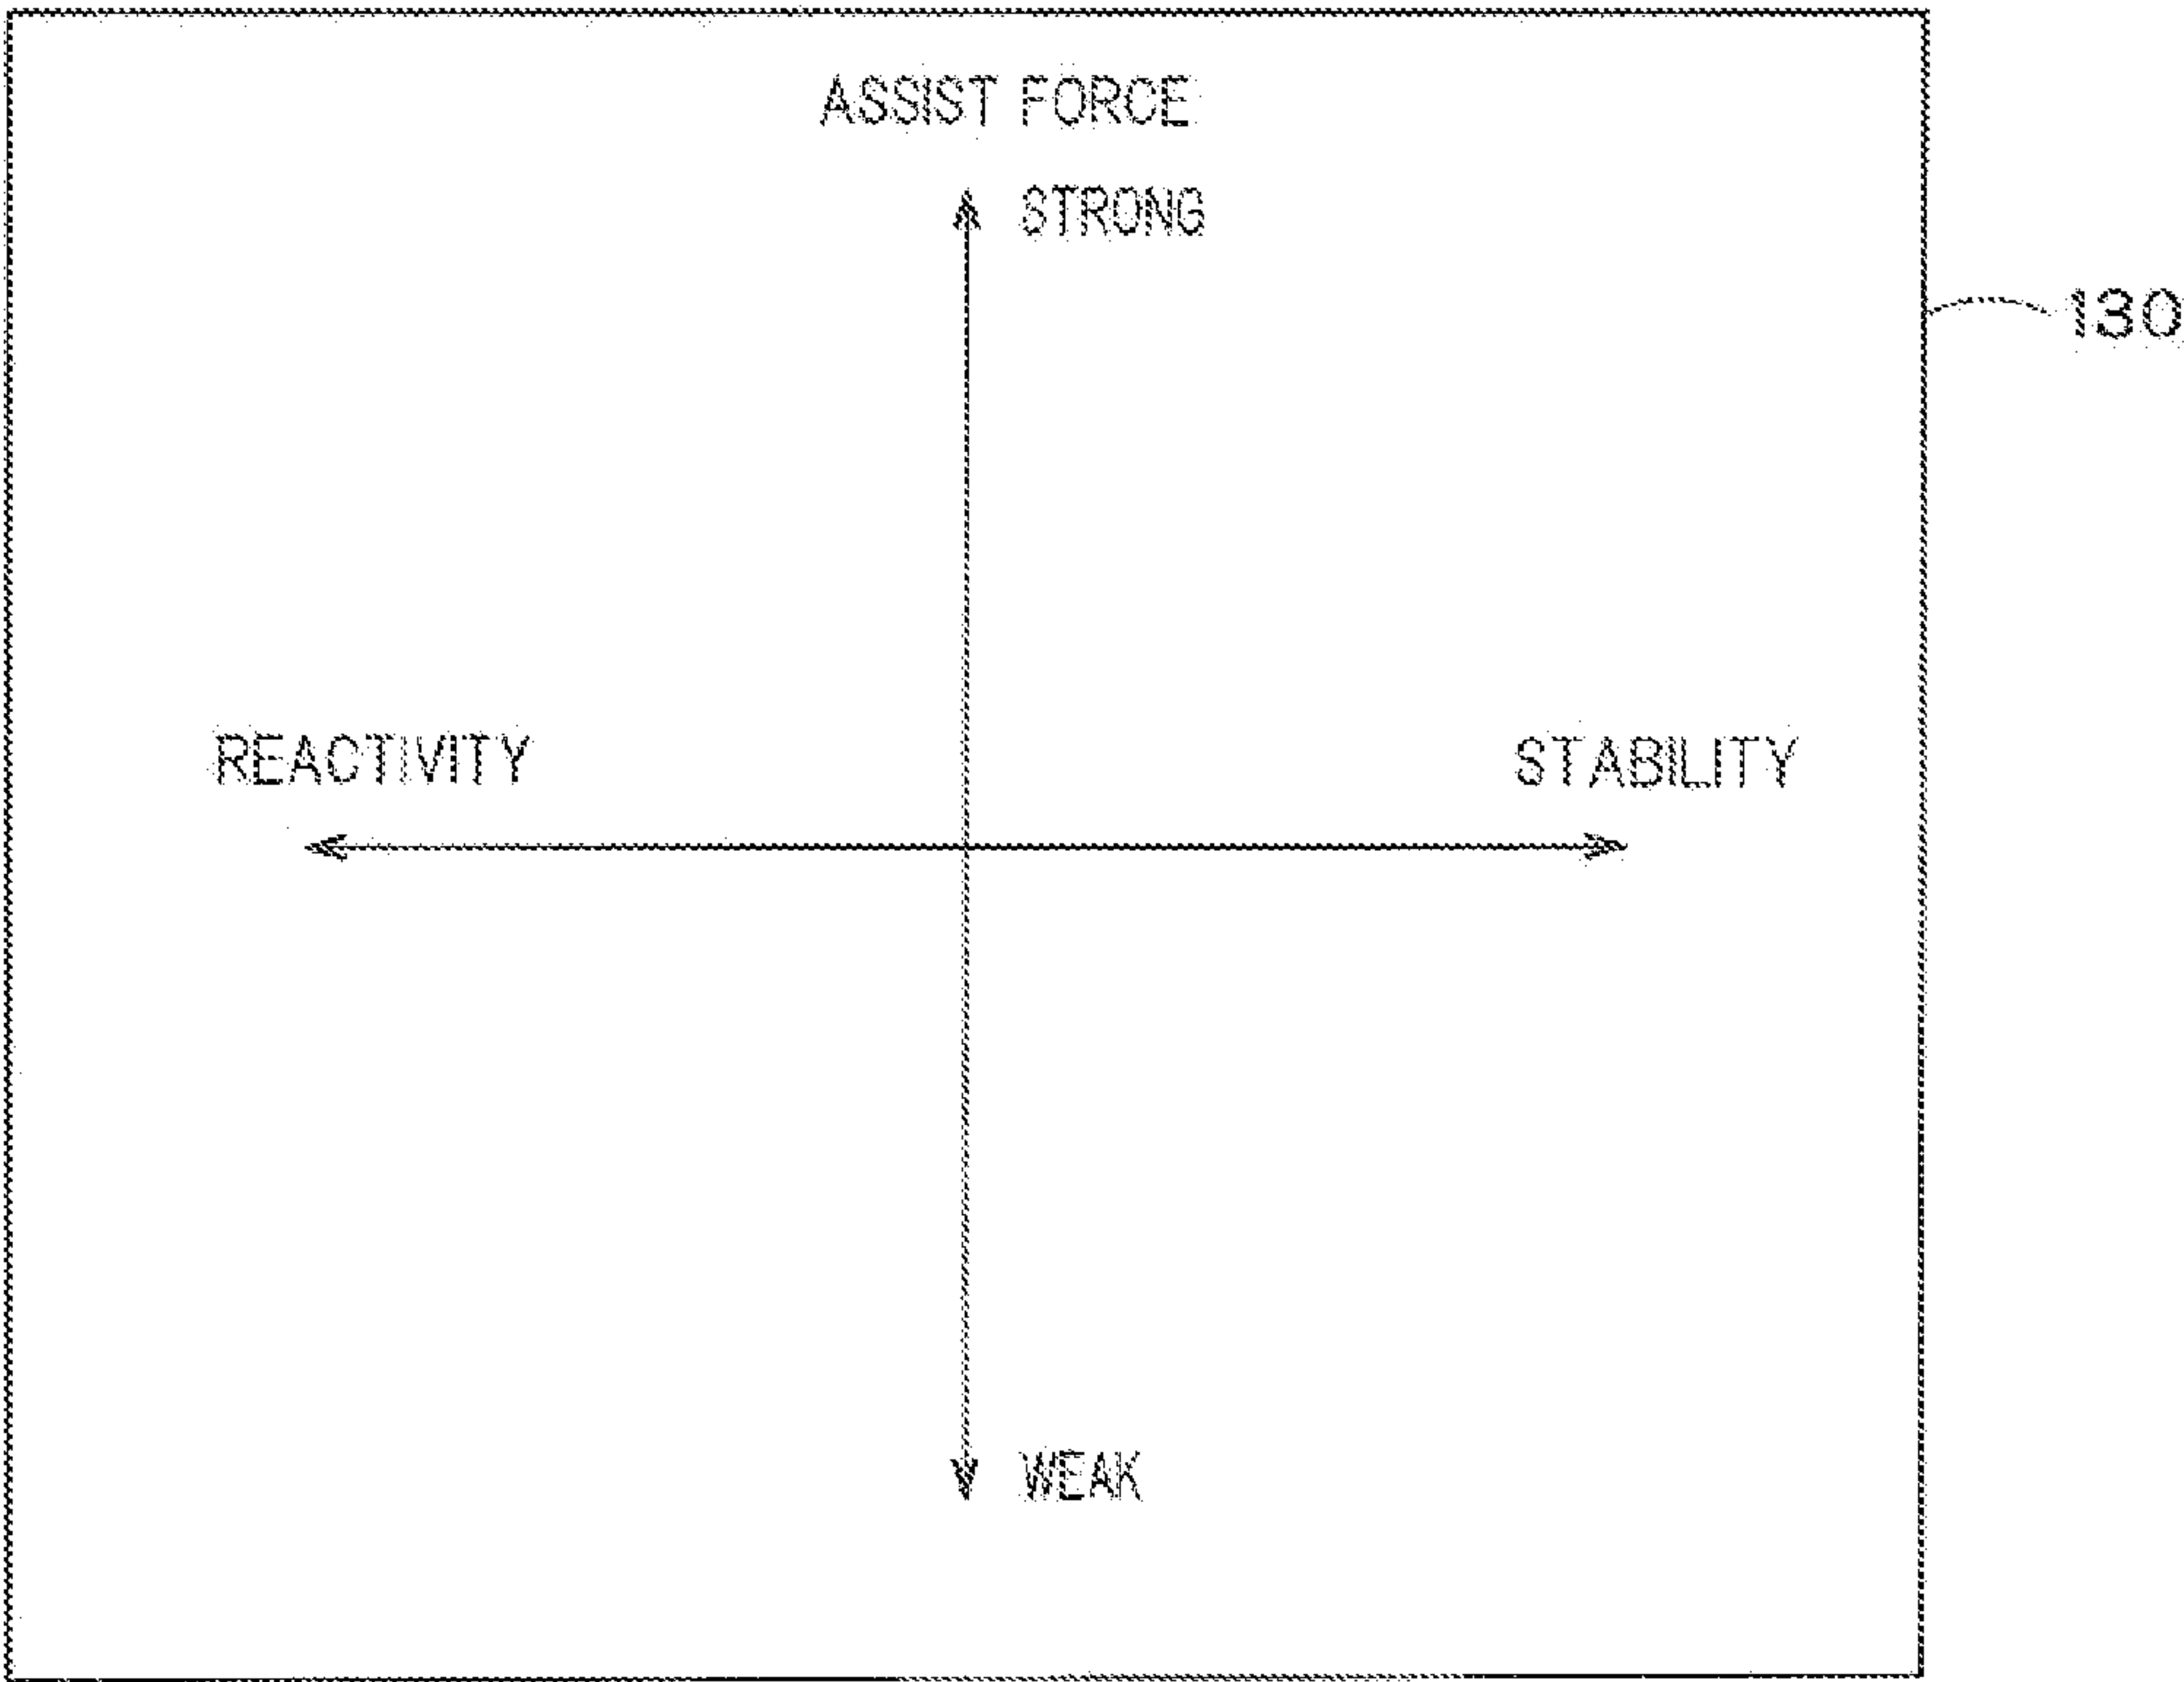 ASSIST FORCE
STRONG
130
REACTIVITY
STABILITY
WEAK